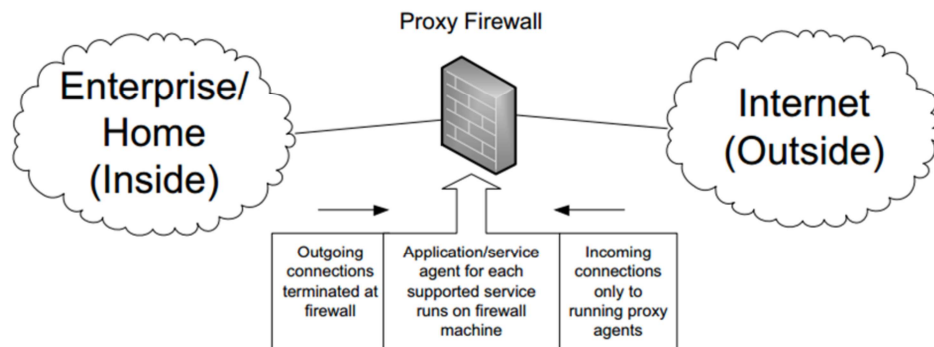 Proxy Firewall
Enterprise/
Home
(Inside)
Internet
(Outside)
Outgoing
connections
terminated at
firewall
Application/service
agent for each
supported service
runs on firewall
machine
Incoming
connections
only to
running proxy
agents